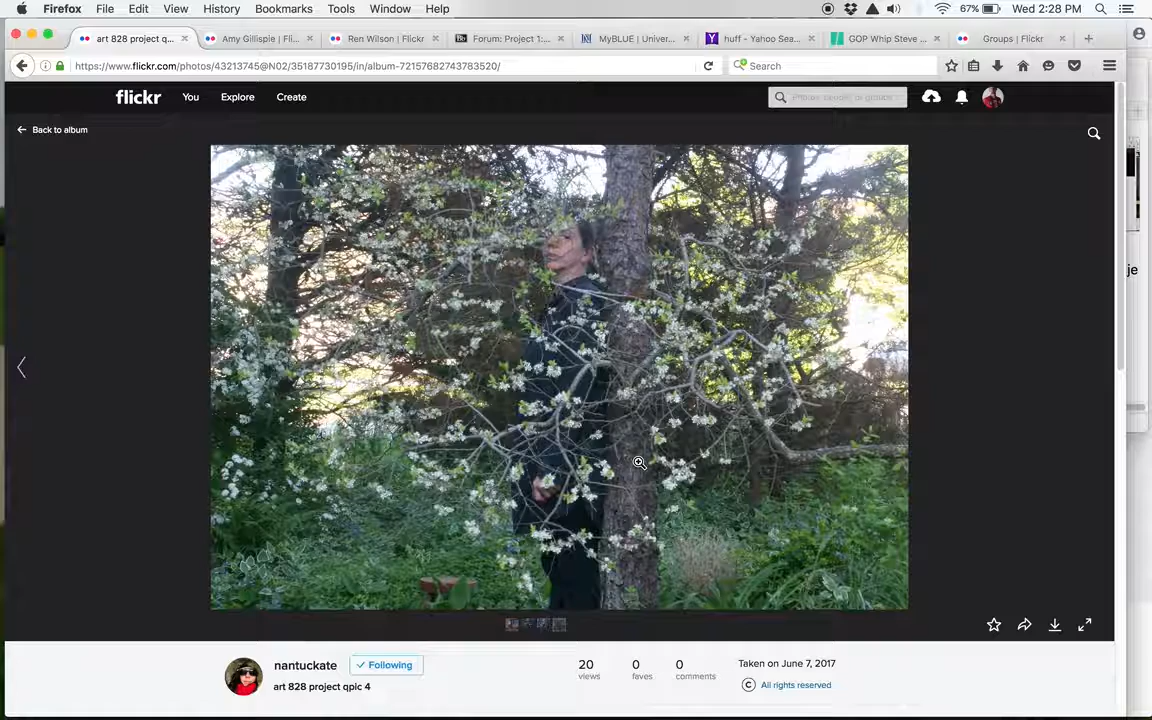 Firefox File Edit View History Bookmarks Tools Window Help 67% Wed 2:28 PM
art 828 project q... Amy Gillispie | Fli... Ren Wilson | Flickr Forum: Project 1:... MyBLUE | Univer... huff - Yahoo Sea... GOP Whip Steve ... Groups | Flickr
https://www.flickr.com/photos/43213745@N02/35187730195/in/album-72157682743783520/ Search
flickr You Explore Create
Back to album
je
nantuckate Following
art 828 project qpic 4
20 0 0
views faves comments
Taken on June 7, 2017
All rights reserved